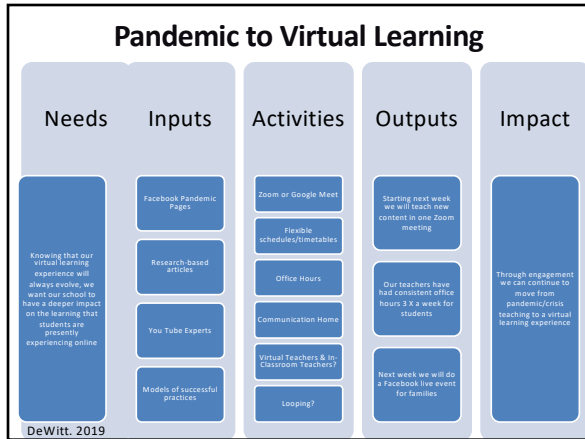 Pandemic to Virtual Learning
Needs
Knowing that our
virtual learning
experience will
always evolve, we
want our school to
have a deeper impact
on the learning that
students are
presently
experiencing online
Inputs
Facebook Pandemic
Pages
Research-based
articles
You Tube Experts
Models of successful
practices
Activities
Zoom or Google Meet
Flexible
schedules/timetables
Office Hours
Communication Home
Virtual Teachers & In-
Classroom Teachers?
Looping?
Outputs
Starting next week
we will teach new
content in one Zoom
meeting
Our teachers have
had consistent office
hours 3 X a week for
students
Next week we will do
a Facebook live event
for families
Impact
Through engagement
we can continue to
move from
pandemic/crisis
teaching to a virtual
learning experience
DeWitt. 2019